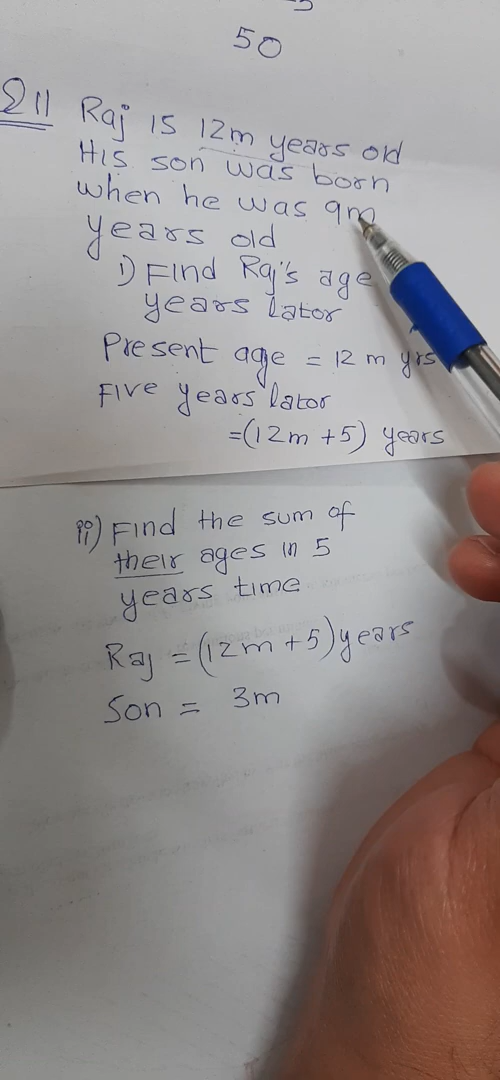 50
Q11 Raj is 12m years old
His son was born
when he was 9m
years old
i) Find Raj's age
years lator
Present age = 12 m yrs
Five years lator
=(12m +5) years
ii) Find the sum of
their ages in 5
years time
Raj = (12m +5) years
Son = 3m